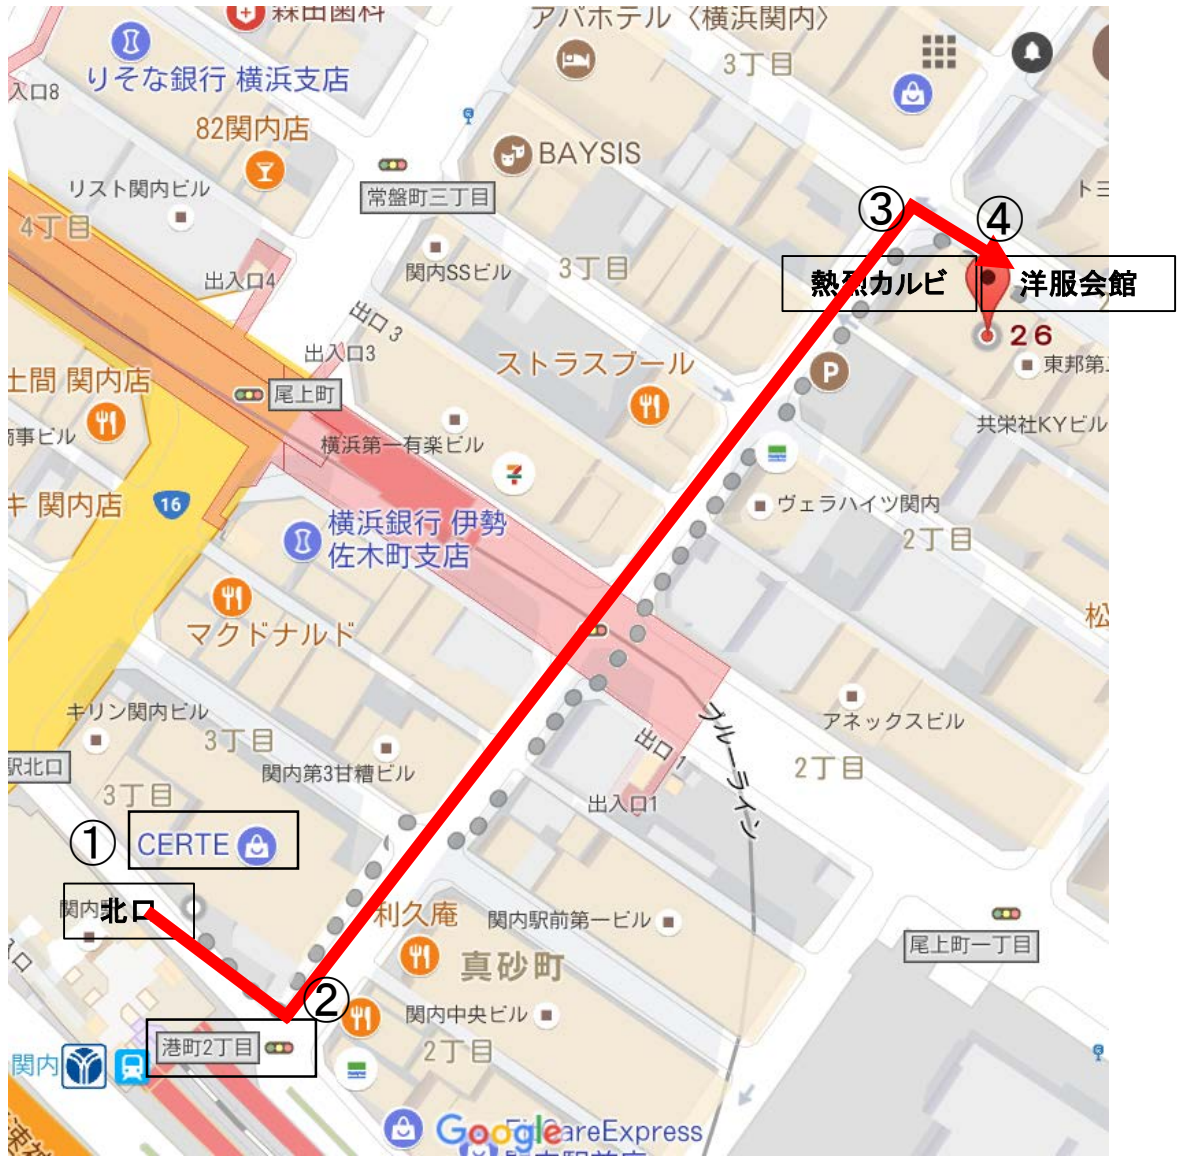 森田歯科
アパホテル〈横浜関内〉
りそな銀行 横浜支店
3丁目
入口8
82関内店
BAYSIS
リスト関内ビル
常盤町三丁目
4丁目
③
④
出入口4
関内SSビル
3丁目
熱烈カルビ
洋服会館
出口 3
26
出入口3
ストラスブール
P
東邦第
土間 関内店
尾上町
横浜第一有楽ビル
共栄社KYビル
商事ビル
7
キ 関内店
16
横浜銀行 伊勢
佐木町支店
ヴェラハイツ関内
2丁目
マクドナルド
松
キリン関内ビル
3丁目
関内第3甘糟ビル
出口 1
ブルーライン
アネックスビル
2丁目
駅北口
3丁目
出入口1
①
CERTE
関内
北口
利久庵
関内駅前第一ビル
尾上町一丁目
真砂町
②
関内中央ビル
港町2丁目
2丁目
関内
Google
areExpress